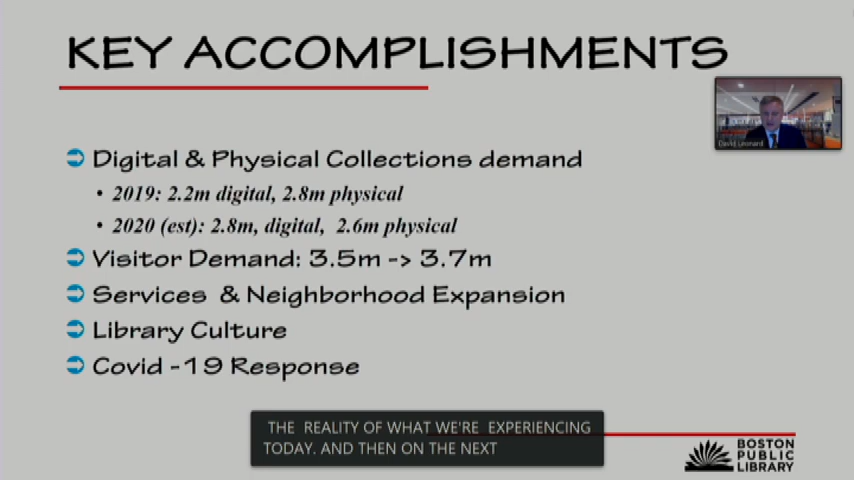 KEY ACCOMPLISHMENTS
David Leonard
Digital & Physical Collections demand
• 2019: 2.2m digital, 2.8m physical
• 2020 (est): 2.8m, digital, 2.6m physical
Visitor Demand: 3.5m -> 3.7m
Services & Neighborhood Expansion
Library Culture
Covid -19 Response
THE REALITY OF WHAT WE'RE EXPERIENCING
TODAY. AND THEN ON THE NEXT
BOSTON
PUBLIC
LIBRARY